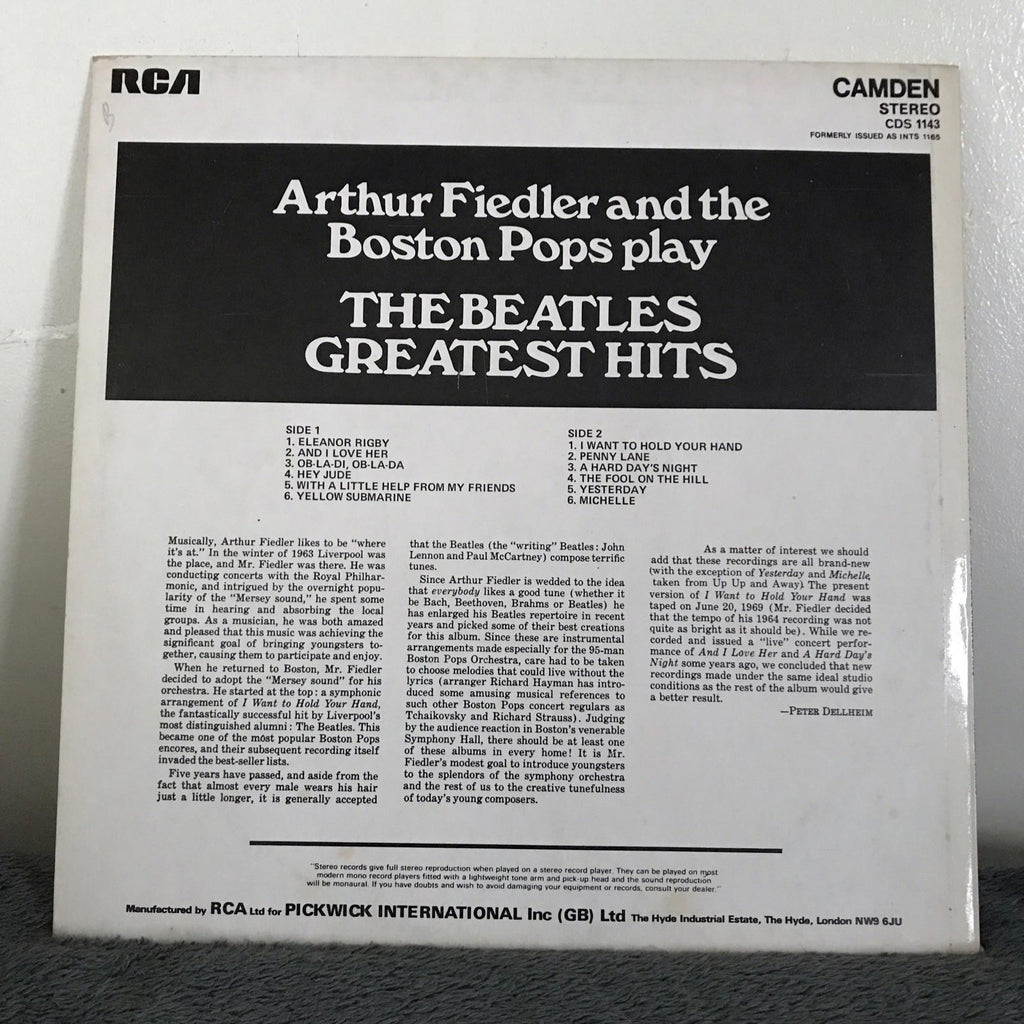 RCA
CAMDEN
STEREO
CDS 1143
FORMERLY ISSUED AS INTS 1165
Arthur Fiedler and the
Boston Pops play
THE BEATLES
GREATEST HITS
SIDE 1
1. ELEANOR RIGBY
2. AND I LOVE HER
3. OB-LA-DI, OB-LA-DA
4. HEY JUDE
5. WITH A LITTLE HELP FROM MY FRIENDS
6. YELLOW SUBMARINE
SIDE 2
1. I WANT TO HOLD YOUR HAND
2. PENNY LANE
3. A HARD DAY'S NIGHT
4. THE FOOL ON THE HILL
5. YESTERDAY
6. MICHELLE
Musically, Arthur Fiedler likes to be "where
it's at." In the winter of 1963 Liverpool was
the place, and Mr. Fiedler was there. He was
conducting concerts with the Royal Philhar-
monic, and intrigued by the overnight popu-
larity of the "Mersey sound," he spent some
time in hearing and absorbing the local
groups. As a musician, he was both amazed
and pleased that this music was achieving the
significant goal of bringing youngsters to-
gether, causing them to participate and enjoy.
When he returned to Boston, Mr. Fiedler
decided to adopt the "Mersey sound" for his
orchestra. He started at the top: a symphonic
arrangement of I Want to Hold Your Hand,
the fantastically successful hit by Liverpool's
most distinguished alumni: The Beatles. This
became one of the most popular Boston Pops
encores, and their subsequent recording itself
invaded the best-seller lists.
Five years have passed, and aside from the
fact that almost every male wears his hair
just a little longer, it is generally accepted
that the Beatles (the "writing" Beatles: John
Lennon and Paul McCartney) compose terrific
tunes.
Since Arthur Fiedler is wedded to the idea
that everybody likes a good tune (whether it
be Bach, Beethoven, Brahms or Beatles) he
has enlarged his Beatles repertoire in recent
years and picked some of their best creations
for this album. Since these are instrumental
arrangements made especially for the 95-man
Boston Pops Orchestra, care had to be taken
to choose melodies that could live without the
lyrics (arranger Richard Hayman has intro-
duced some amusing musical references to
such other Boston Pops concert regulars as
Tchaikovsky and Richard Strauss). Judging
by the audience reaction in Boston's venerable
Symphony Hall, there should be at least one
of these albums in every home! It is Mr.
Fiedler's modest goal to introduce youngsters
to the splendors of the symphony orchestra
and the rest of us to the creative tunefulness
of today's young composers.
As a matter of interest we should
add that these recordings are all brand-new
(with the exception of Yesterday and Michelle,
taken from Up Up and Away). The present
version of I Want to Hold Your Hand was
taped on June 20, 1969 (Mr. Fiedler decided
that the tempo of his 1964 recording was not
quite as bright as it should be). While we re-
corded and issued a "live" concert perfor-
mance of And I Love Her and A Hard Day's
Night some years ago, we concluded that new
recordings made under the same ideal studio
conditions as the rest of the album would give
a better result.
—PETER DELLHEIM
"Stereo records give full stereo reproduction when played on a stereo record player. They can be played on most
modern mono record players fitted with a lightweight tone arm and pick-up head and the sound reproduction
will be monaural. If you have doubts and wish to avoid damaging your equipment or records, consult your dealer."
Manufactured by RCA Ltd for PICKWICK INTERNATIONAL Inc (GB) Ltd The Hyde Industrial Estate, The Hyde, London NW9 6JU